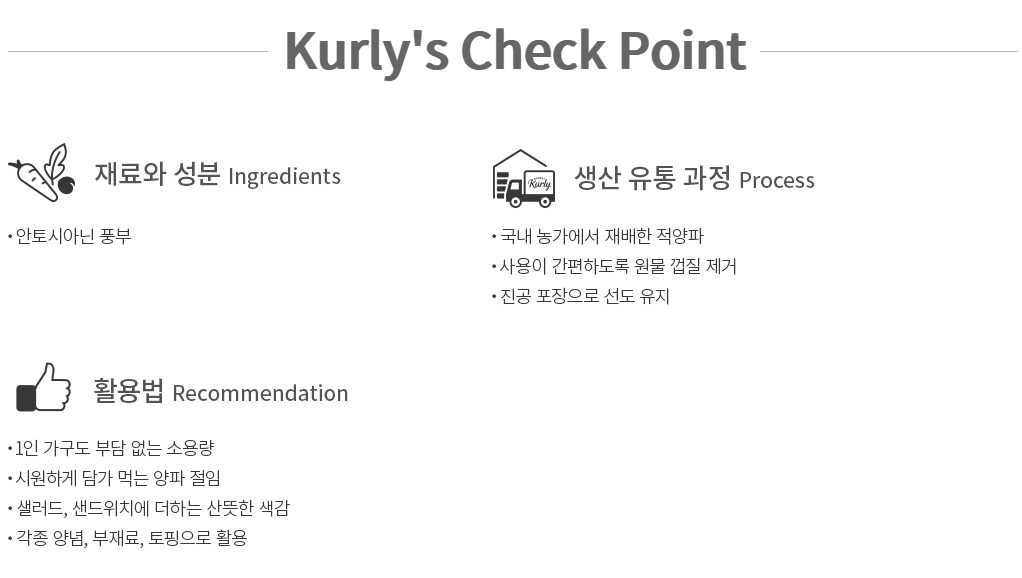 Kurly's Check Point
재료와 성분 Ingredients
• 안토시아닌 풍부
Kurly
생산 유통 과정 Process
• 국내 농가에서 재배한 적양파
• 사용이 간편하도록 원물 껍질 제거
• 진공 포장으로 선도 유지
활용법 Recommendation
• 1인 가구도 부담 없는 소용량
• 시원하게 담가 먹는 양파 절임
• 샐러드, 샌드위치에 더하는 산뜻한 색감
• 각종 양념, 부재료, 토핑으로 활용